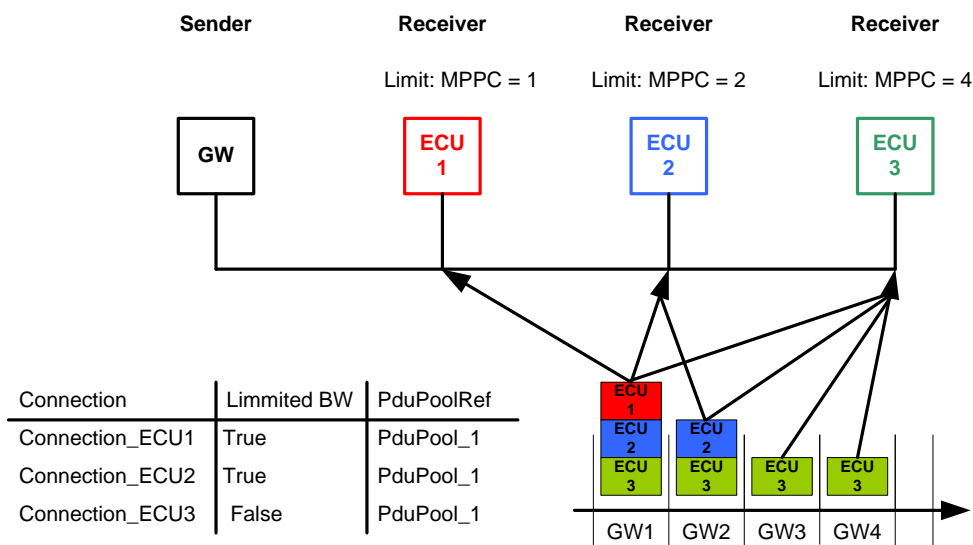 Sender Receiver Receiver Receiver
Limit: MPPC = 1 Limit: MPPC = 2 Limit: MPPC = 4
GW
ECU
1
ECU
2
ECU
3
Connection Limmited BW PduPoolRef
Connection_ECU1 True PduPool_1
Connection_ECU2 True PduPool_1
Connection_ECU3 False PduPool_1
ECU
1
ECU
2
ECU
3
ECU
2
ECU
3
ECU
3
ECU
3
GW1 GW2 GW3 GW4